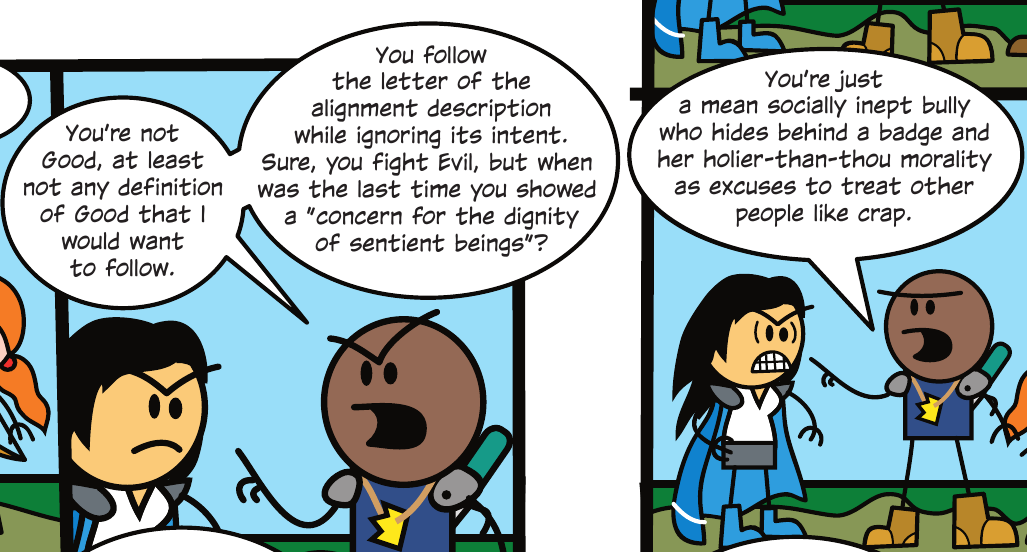 You're not
Good, at least
not any definition
of Good that I
would want
to follow.
You follow
the letter of the
alignment description
while ignoring its intent.
Sure, you fight Evil, but when
was the last time you showed
a "concern for the dignity
of sentient beings"?
You're just
a mean socially inept bully
who hides behind a badge and
her holier-than-thou morality
as excuses to treat other
people like crap.